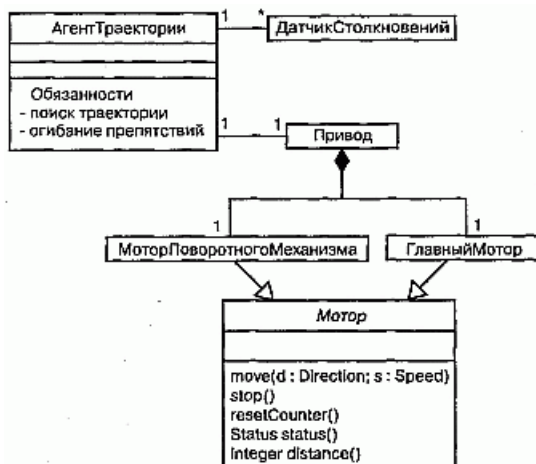 АгентТраектории
1
*
ДатчикСтолкновений
Обязанности
- поиск траектории
- огибание препятствий
1
1
Привод
1
1
МоторПоворотногоМеханизма
ГлавныйМотор
Мотор
move(d : Direction; s : Speed)
stop()
resetCounter()
Status status()
Integer distance()